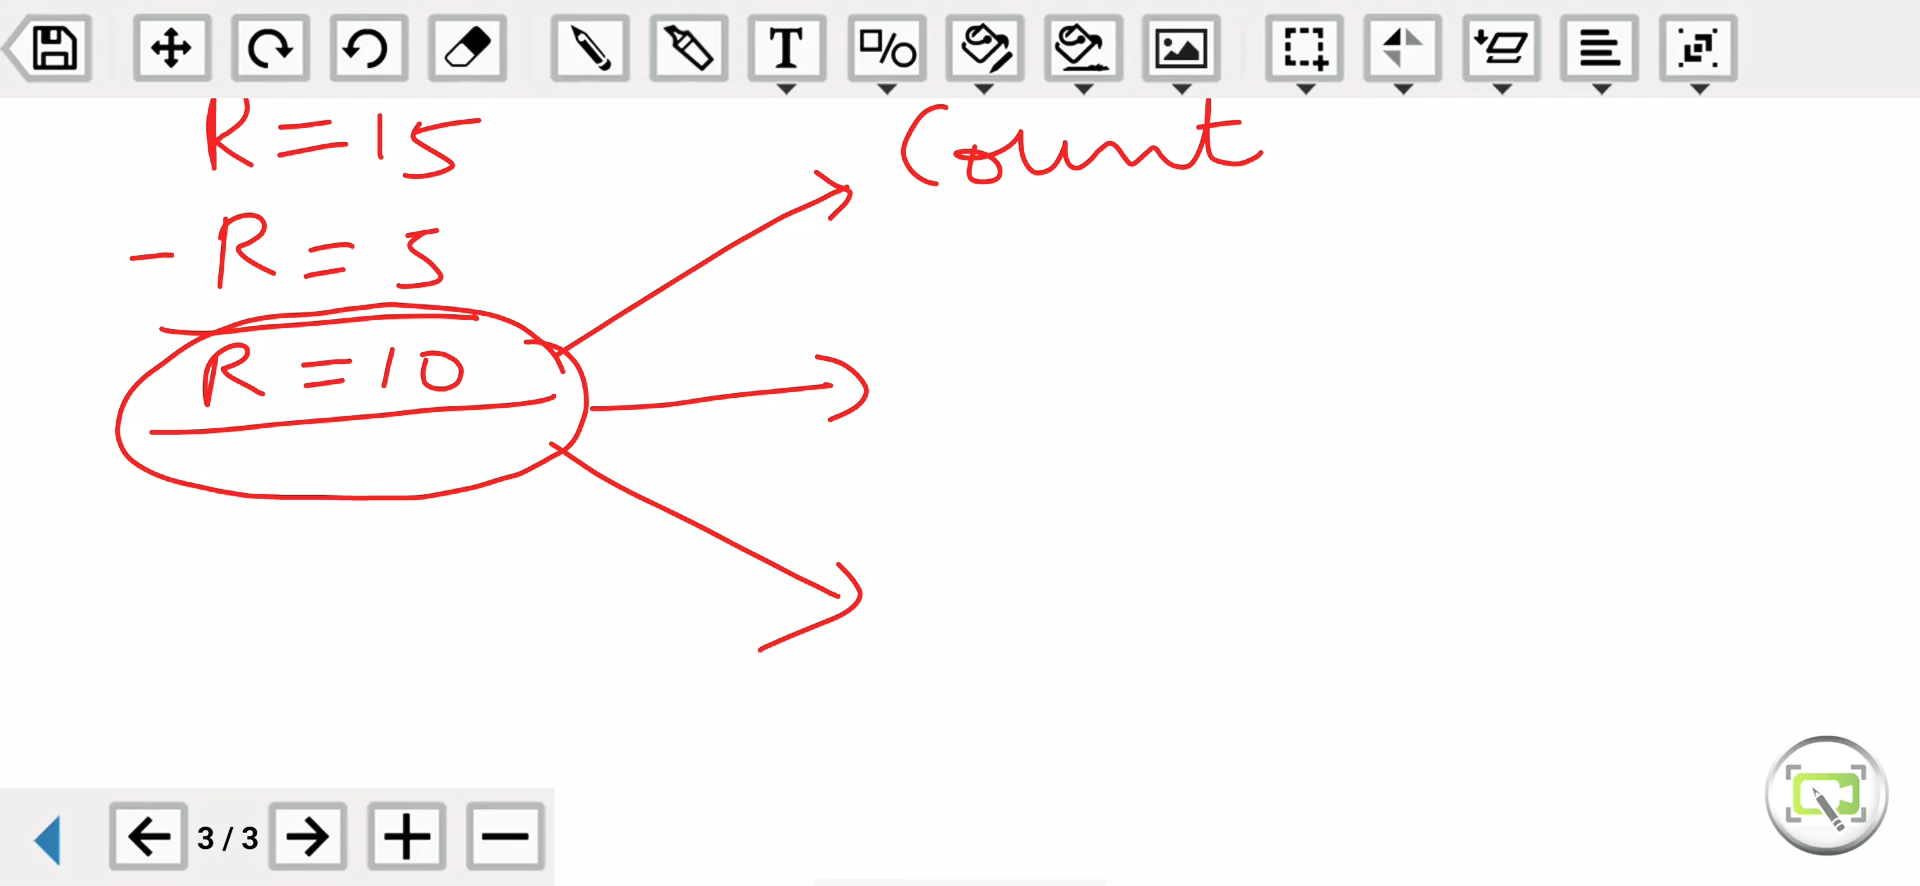 T
R = 15
Count
- R = 5
R = 10
3 / 3